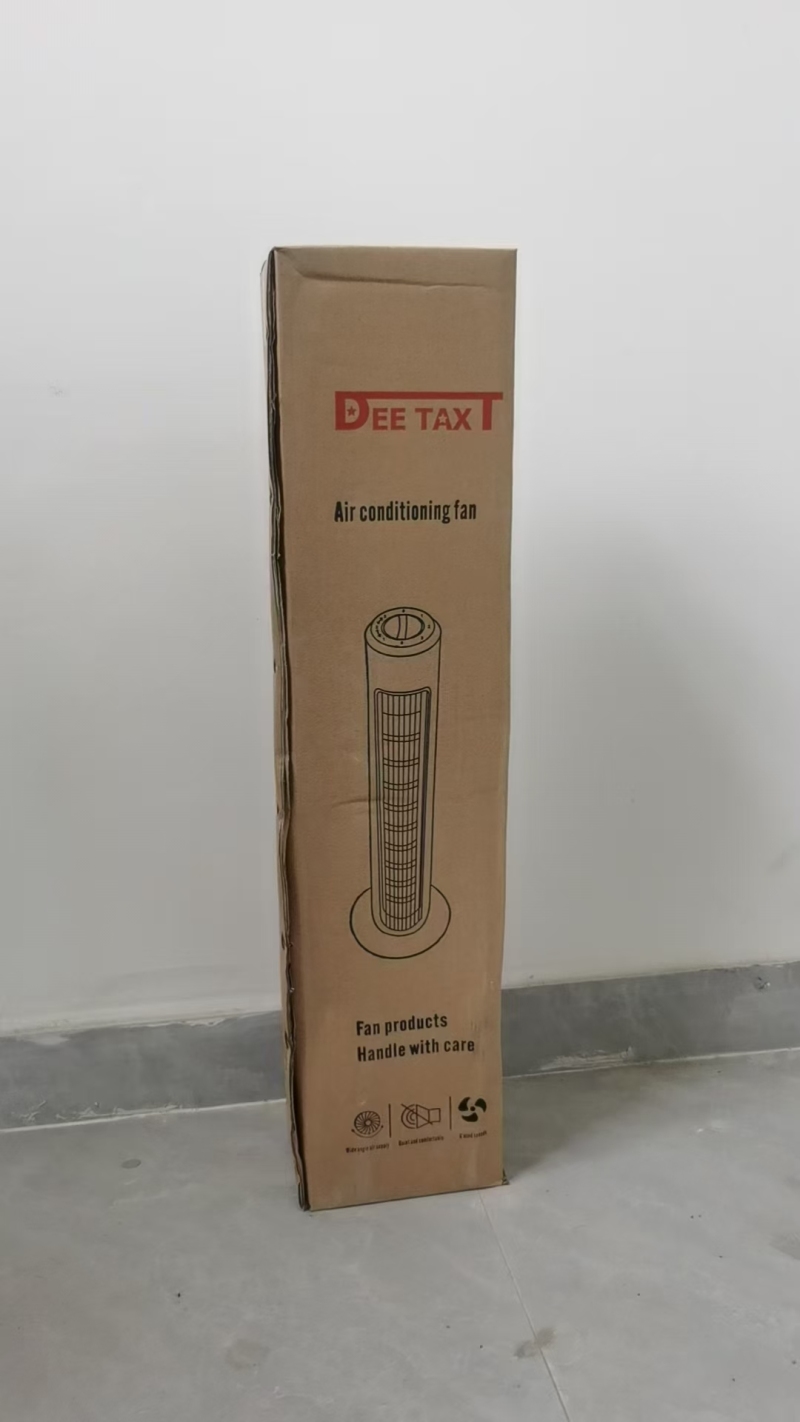 DEE TAXT
Air conditioning fan
Fan products
Handle with care